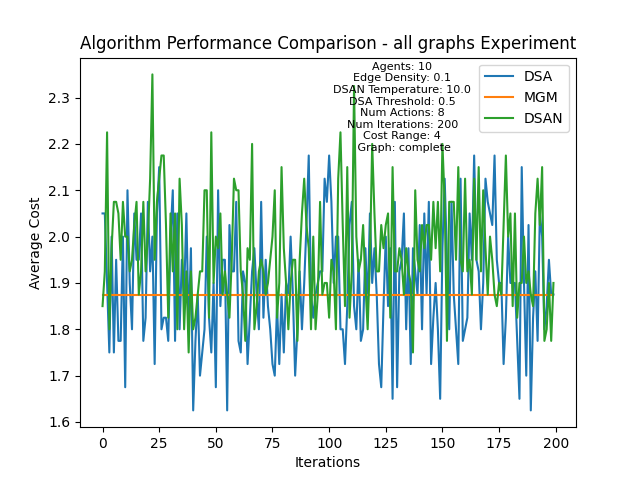 Algorithm Performance Comparison - all graphs Experiment
Agents: 10
Edge Density: 0.1
DSAN Temperature: 10.0
DSA Threshold: 0.5
Num Actions: 8
Num Iterations: 200
Cost Range: 4
Graph: complete
DSA
MGM
DSAN
Average Cost
2.3
2.2
2.1
2.0
1.9
1.8
1.7
1.6
0 25 50 75 100 125 150 175 200
Iterations